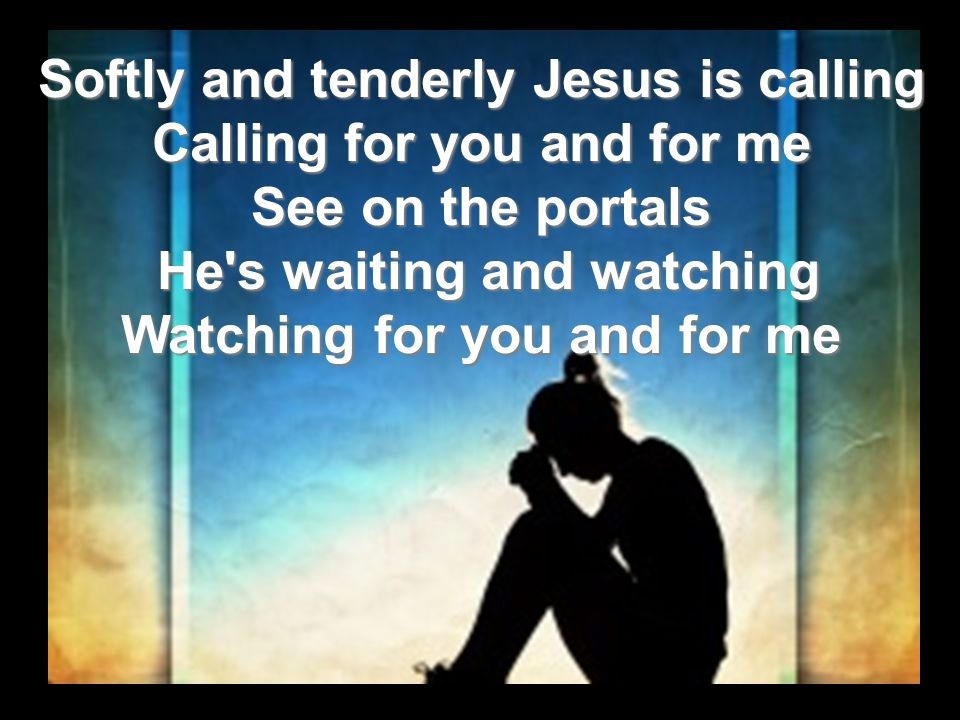 Softly and tenderly Jesus is calling
Calling for you and for me
See on the portals
He's waiting and watching
Watching for you and for me